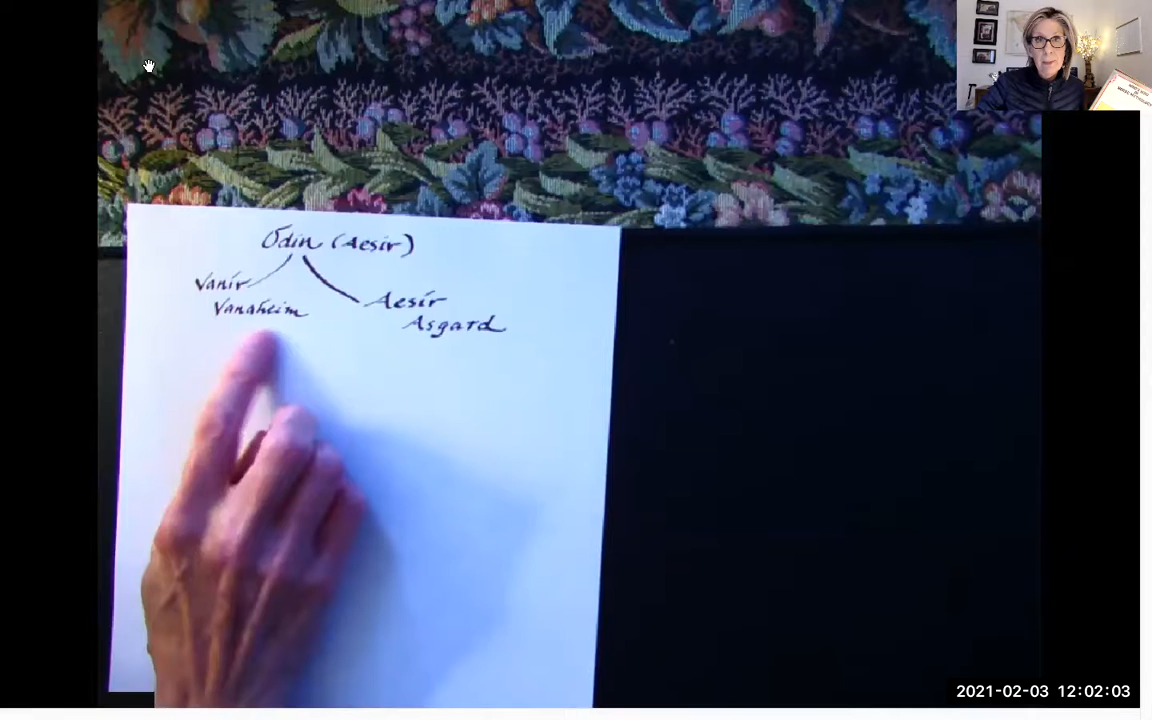 Odin (Aesir)
Vanir
Vanaheim
Aesir
Asgard
2021-02-03 12:02:03